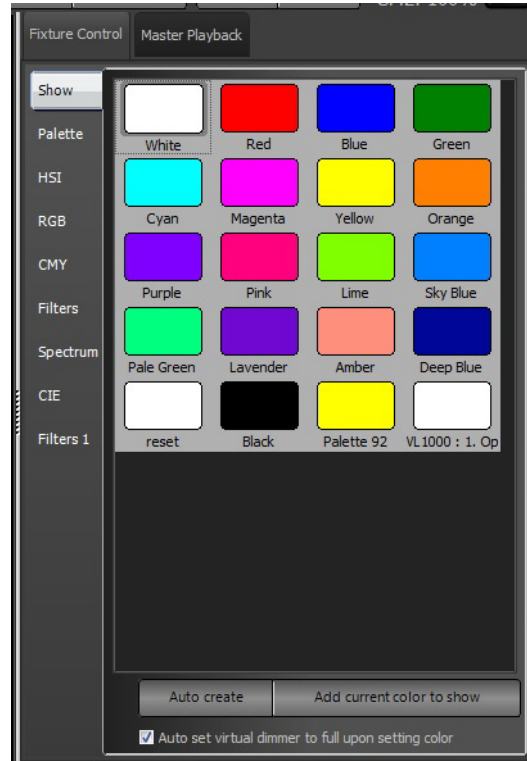 Fixture Control
Master Playback
Show
Palette
HSI
RGB
CMY
Filters
Spectrum
CIE
Filters 1
White
Red
Blue
Green
Cyan
Magenta
Yellow
Orange
Purple
Pink
Lime
Sky Blue
Pale Green
Lavender
Amber
Deep Blue
reset
Black
Palette 92
VL1000 : 1. Op
Auto create
Add current color to show
Auto set virtual dimmer to full upon setting color